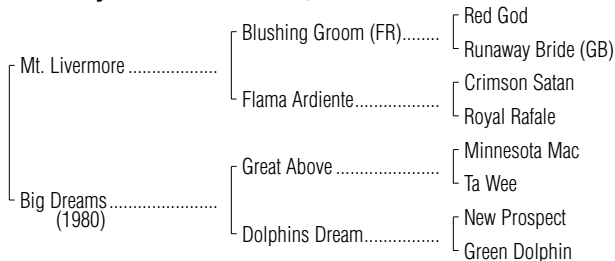 Red God
Blushing Groom (FR)........
Runaway Bride (GB)
Mt. Livermore ...................
Crimson Satan
Flama Ardiente..................
Royal Rafale
Minnesota Mac
Great Above ......................
Ta Wee
Big Dreams.......................
(1980)
New Prospect
Dolphins Dream................
Green Dolphin